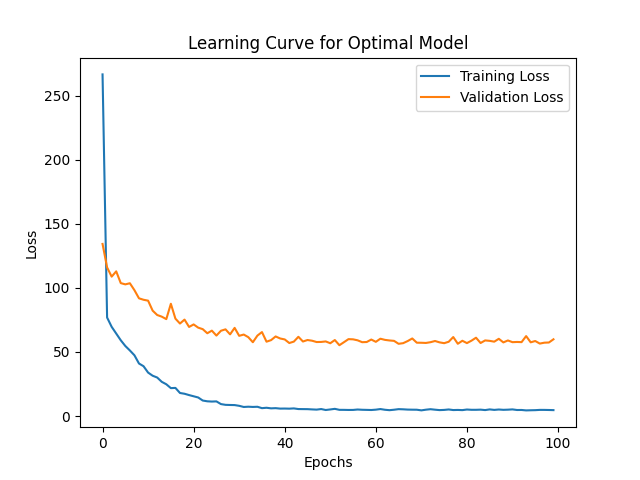 Learning Curve for Optimal Model
Training Loss
Validation Loss
250
200
150
100
50
0
Loss
0 20 40 60 80 100
Epochs